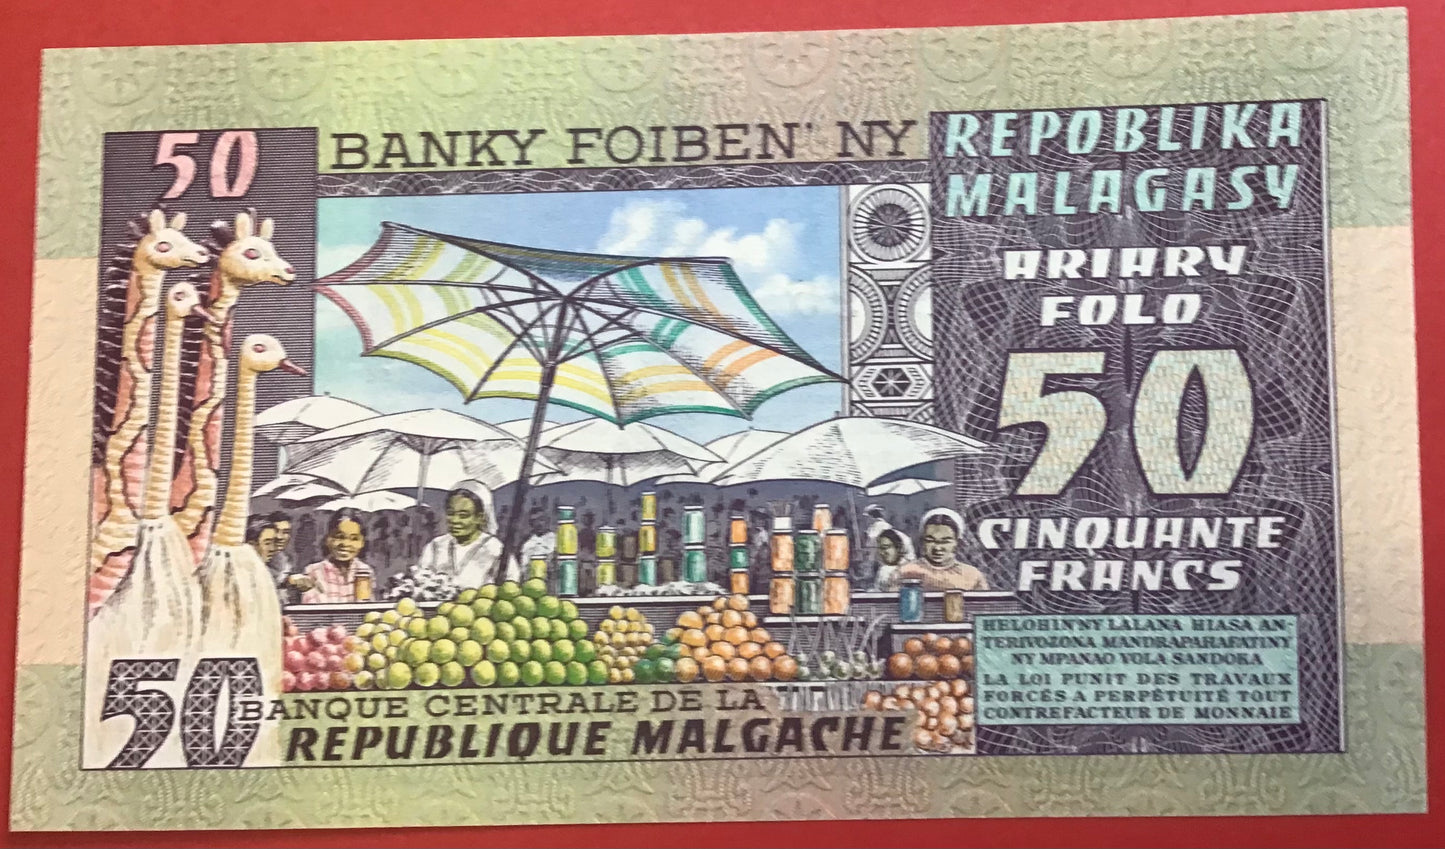 50
BANKY FOIBEN' NY
REPOBLIKA
MALAGASY
ARIARY
FOLO
50
CINQUANTE
FRANCS
HELOHIN'NY LALANA HIASA AN-
TERIVOZONA MANDRAPAHAFATINY
NY MPANAO VOLA SANDOKA
LA LOI PUNIT DES TRAVAUX
FORCÉS A PERPÉTUITÉ TOUT
CONTREFACTEUR DE MONNAIE
50
BANQUE CENTRALE DE LA
REPUBLIQUE MALGACHE